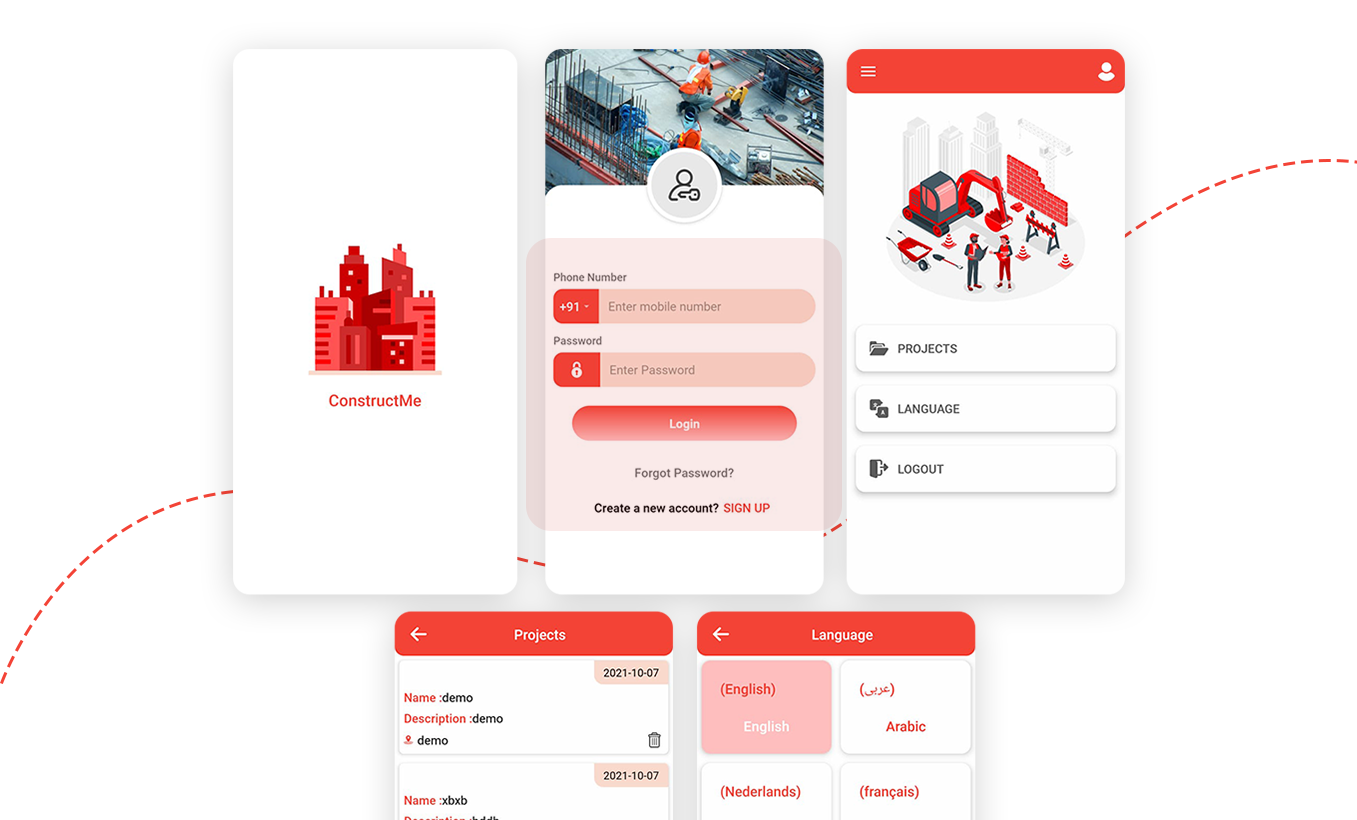 ConstructMe
Phone Number
+91
Enter mobile number
Password
Enter Password
Login
Forgot Password?
Create a new account? SIGN UP
PROJECTS
LANGUAGE
LOGOUT
Projects
2021-10-07
Name :demo
Description :demo
demo
2021-10-07
Name :xbxb
Language
(English)
English
(عربى)
Arabic
(Nederlands)
(français)